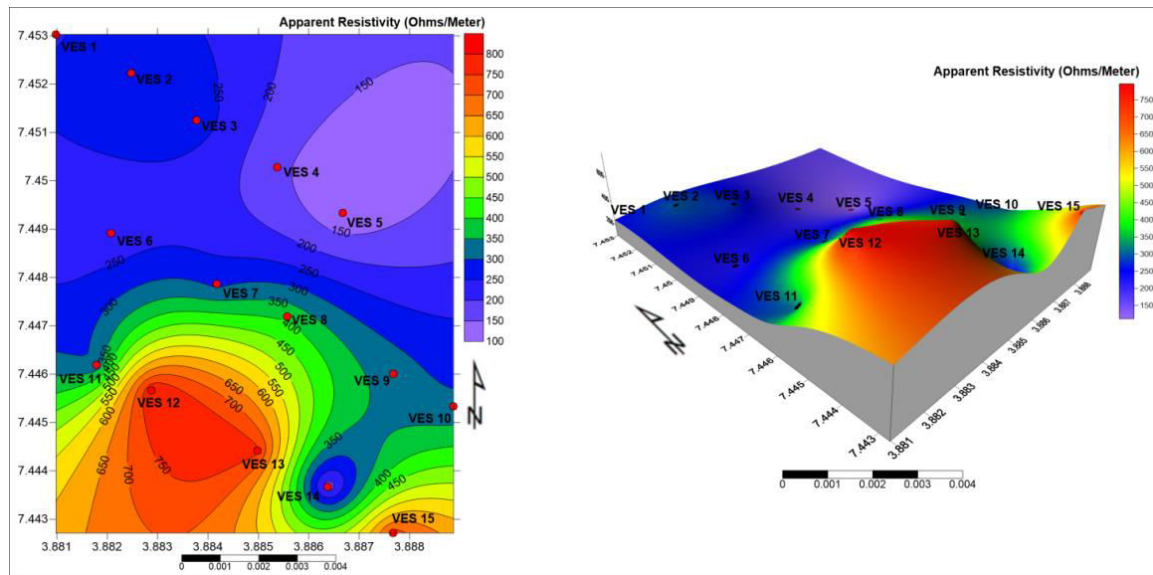 Apparent Resistivity (Ohms/Meter)
7.453
7.452
7.451
7.45
7.449
7.448
7.447
7.446
7.445
7.444
7.443
3.881 3.882 3.883 3.884 3.885 3.886 3.887 3.888
VES 1
VES 2
VES 3
VES 4
VES 5
VES 6
VES 7
VES 8
VES 9
VES 10
VES 11
VES 12
VES 13
VES 14
VES 15
250
200
150
150
200
250
300
300
350
400
450
500
550
600
650
700
350
500
550
600
650
700
750
350
400
450
800
750
700
650
600
550
500
450
400
350
300
250
200
150
100
N
0 0.001 0.002 0.003 0.004
Apparent Resistivity (Ohms/Meter)
750
700
650
600
550
500
450
400
350
300
250
200
150
VES 1
VES 2
VES 3
VES 4
VES 5
VES 6
VES 7
VES 8
VES 9
VES 10
VES 11
VES 12
VES 13
VES 14
VES 15
7.453
7.452
7.451
7.45
7.449
7.448
7.447
7.446
7.445
7.444
7.443
3.881
3.882
3.883
3.884
3.885
3.886
3.887
3.888
N
0 0.001 0.002 0.003 0.004